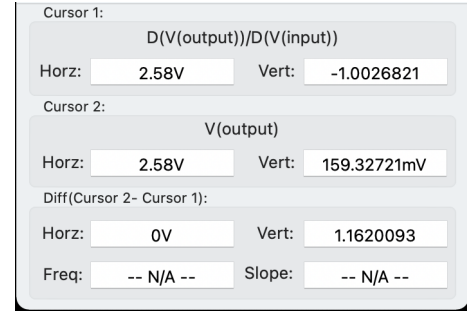 Cursor 1:
D(V(output))/D(V(input))
Horz: 2.58V Vert: -1.0026821
Cursor 2:
V(output)
Horz: 2.58V Vert: 159.32721mV
Diff(Cursor 2- Cursor 1):
Horz: 0V Vert: 1.1620093
Freq: -- N/A -- Slope: -- N/A --